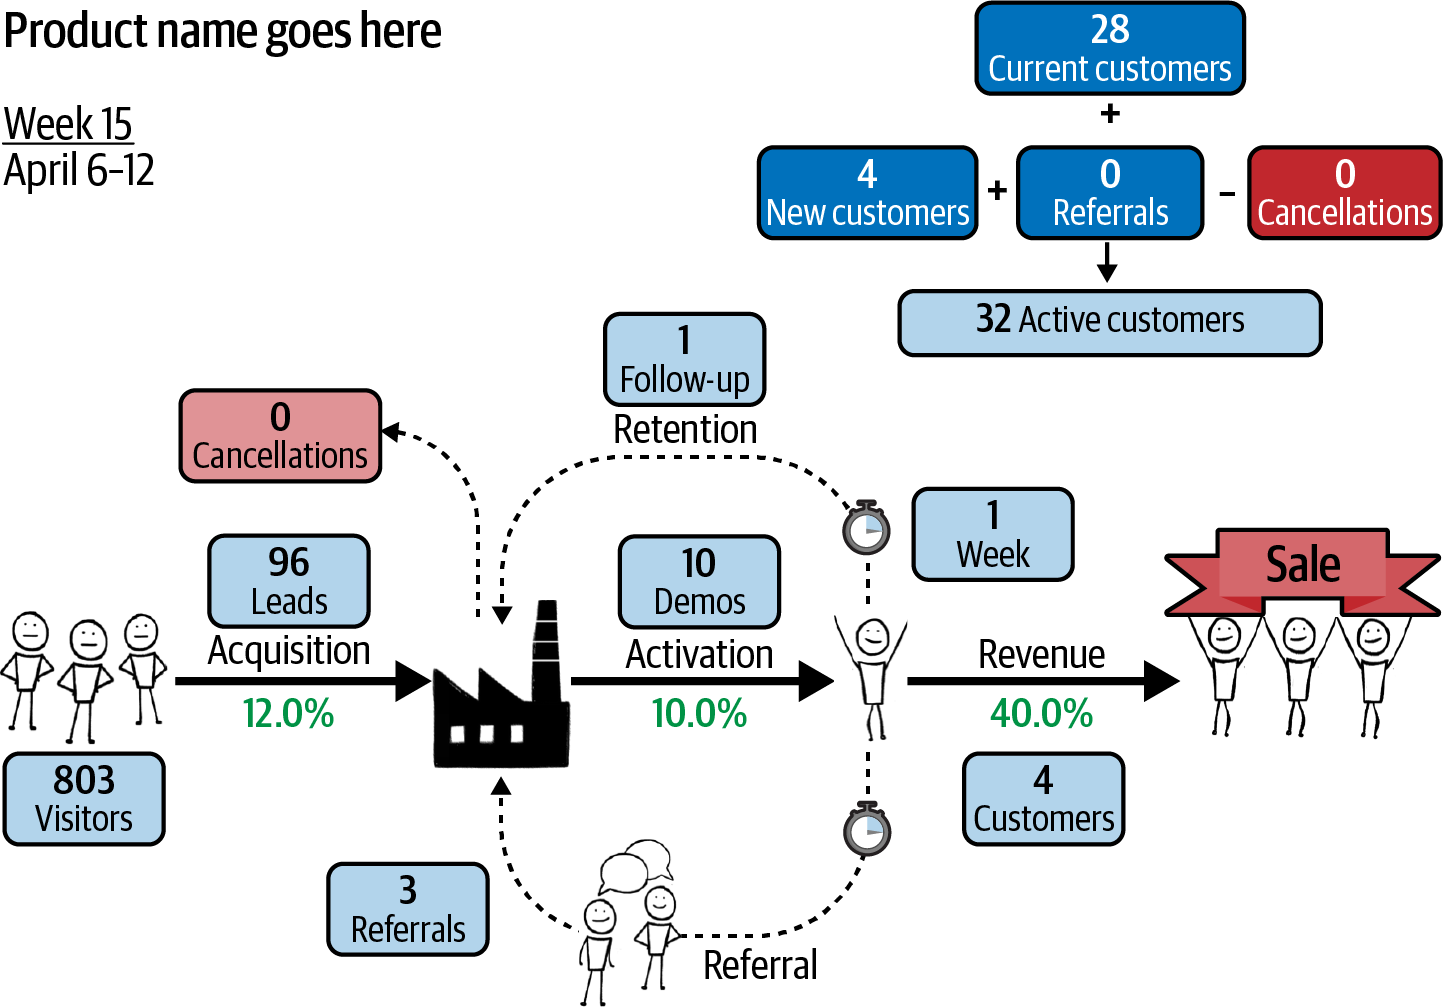 Product name goes here
Week 15
April 6–12
28
Current customers
+
4
New customers
+
0
Referrals
–
0
Cancellations
32 Active customers
1
Follow-up
Retention
0
Cancellations
1
Week
96
Leads
Acquisition
12.0%
10
Demos
Activation
10.0%
Revenue
40.0%
Sale
803
Visitors
4
Customers
3
Referrals
Referral